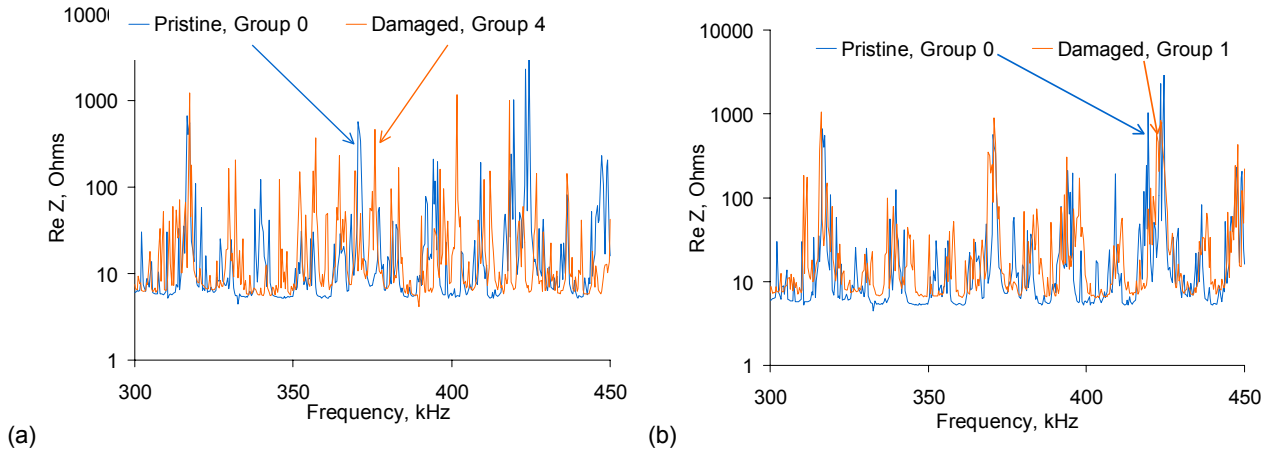 10000
Pristine, Group 0
Damaged, Group 4
1000
100
10
1
Re Z, Ohms
300
350
400
450
Frequency, kHz
(a)
10000
Pristine, Group 0
Damaged, Group 1
1000
100
10
1
Re Z, Ohms
300
350
400
450
Frequency, kHz
(b)